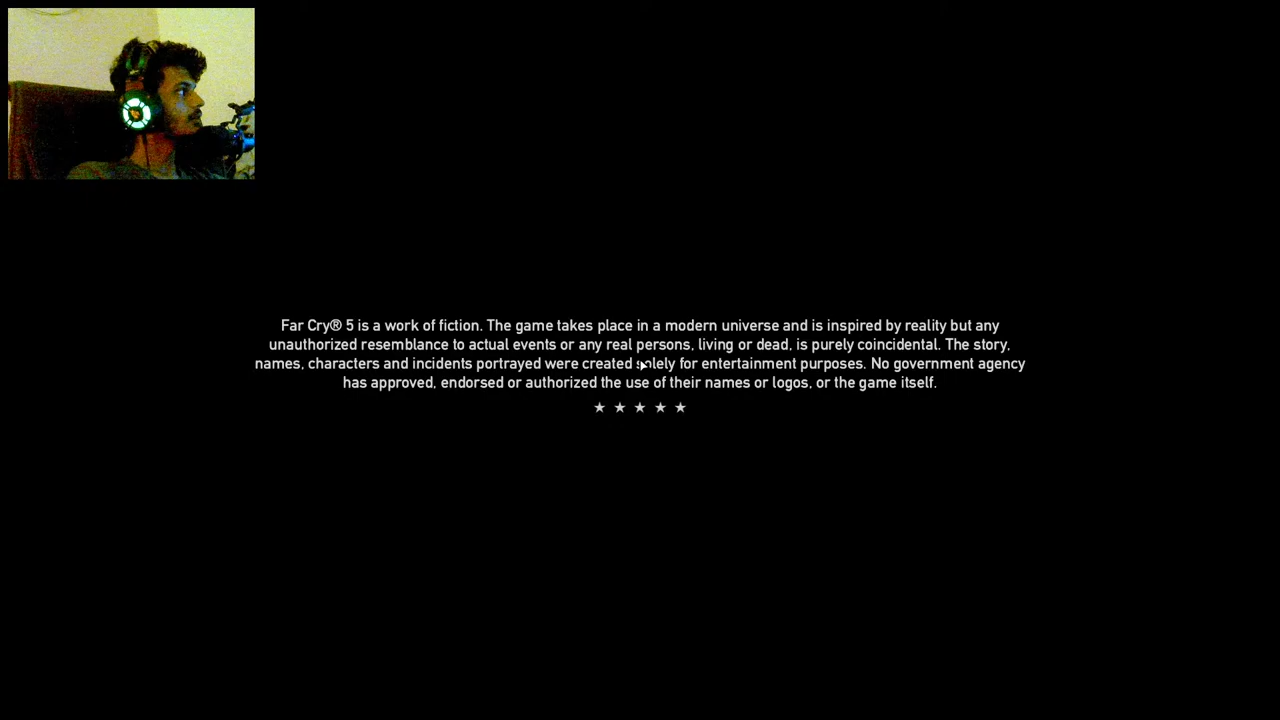 Far Cry® 5 is a work of fiction. The game takes place in a modern universe and is inspired by reality but any
unauthorized resemblance to actual events or any real persons, living or dead, is purely coincidental. The story,
names, characters and incidents portrayed were created solely for entertainment purposes. No government agency
has approved, endorsed or authorized the use of their names or logos, or the game itself.
★ ★ ★ ★ ★